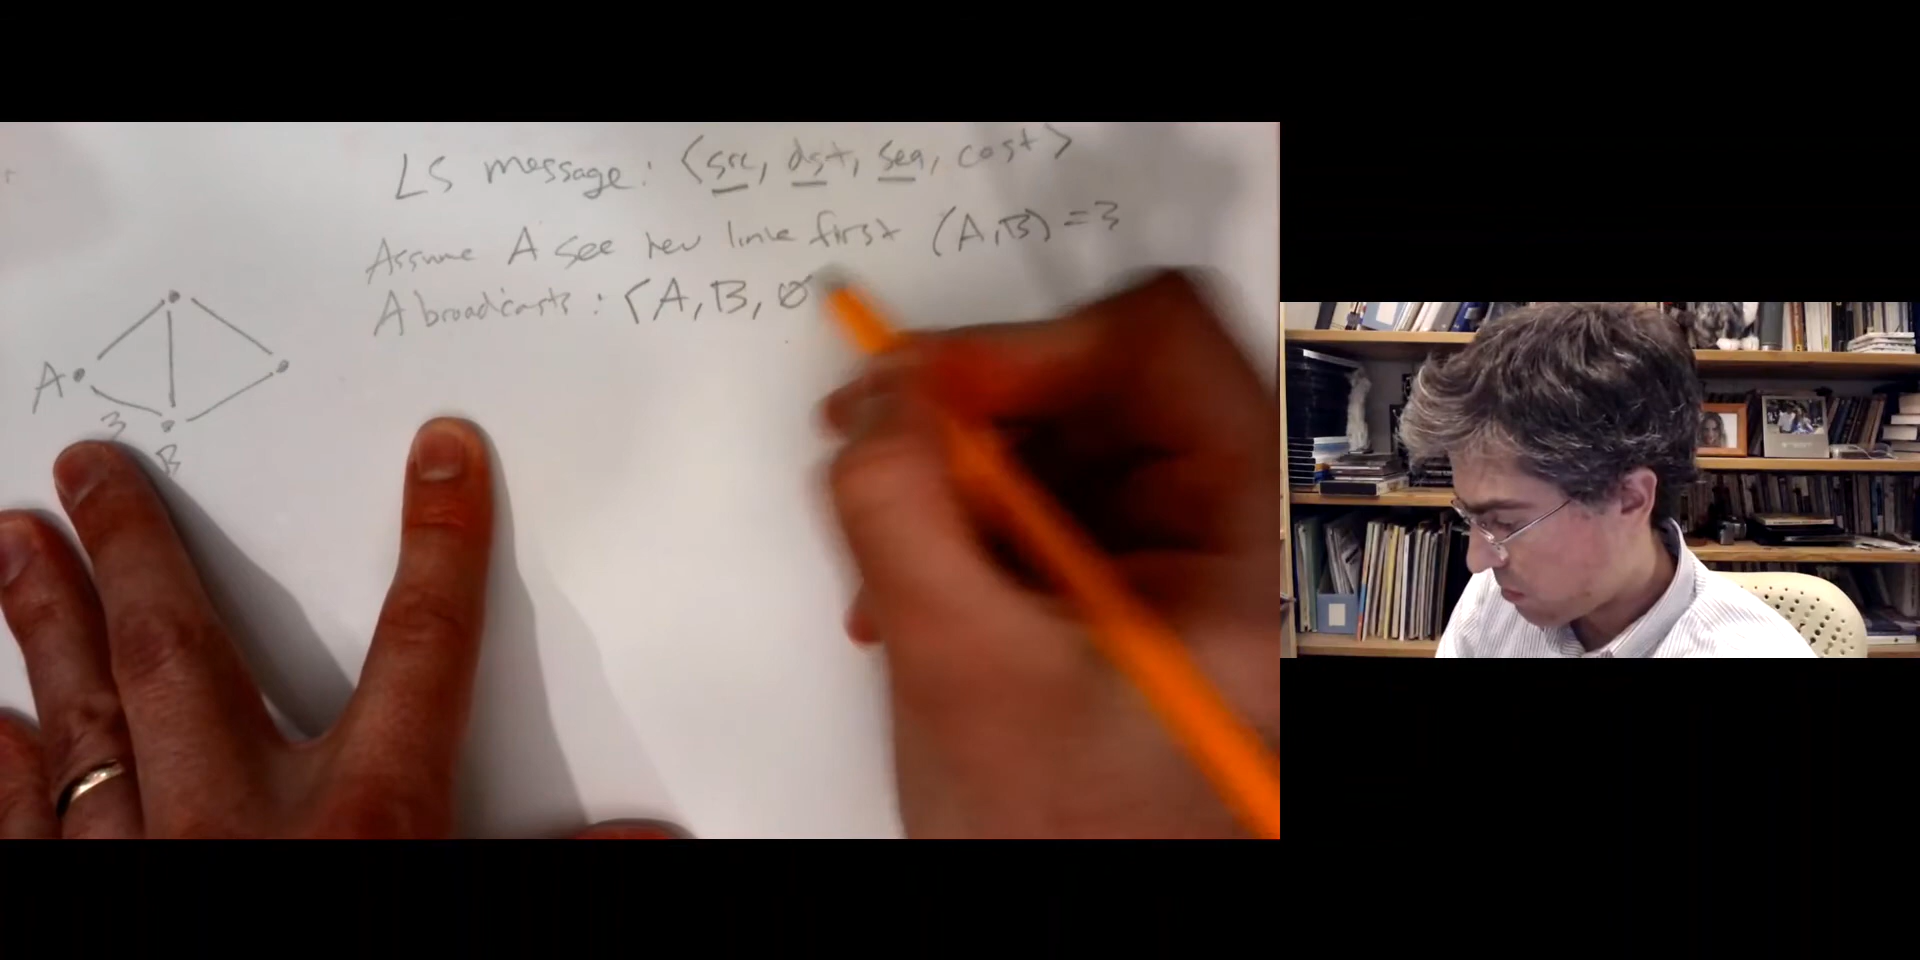 LS message: ⟨src, dst, seq, cost⟩
Assume A see new link first (A,B) = 3
A broadcasts: ⟨A, B, 0
A
3
B